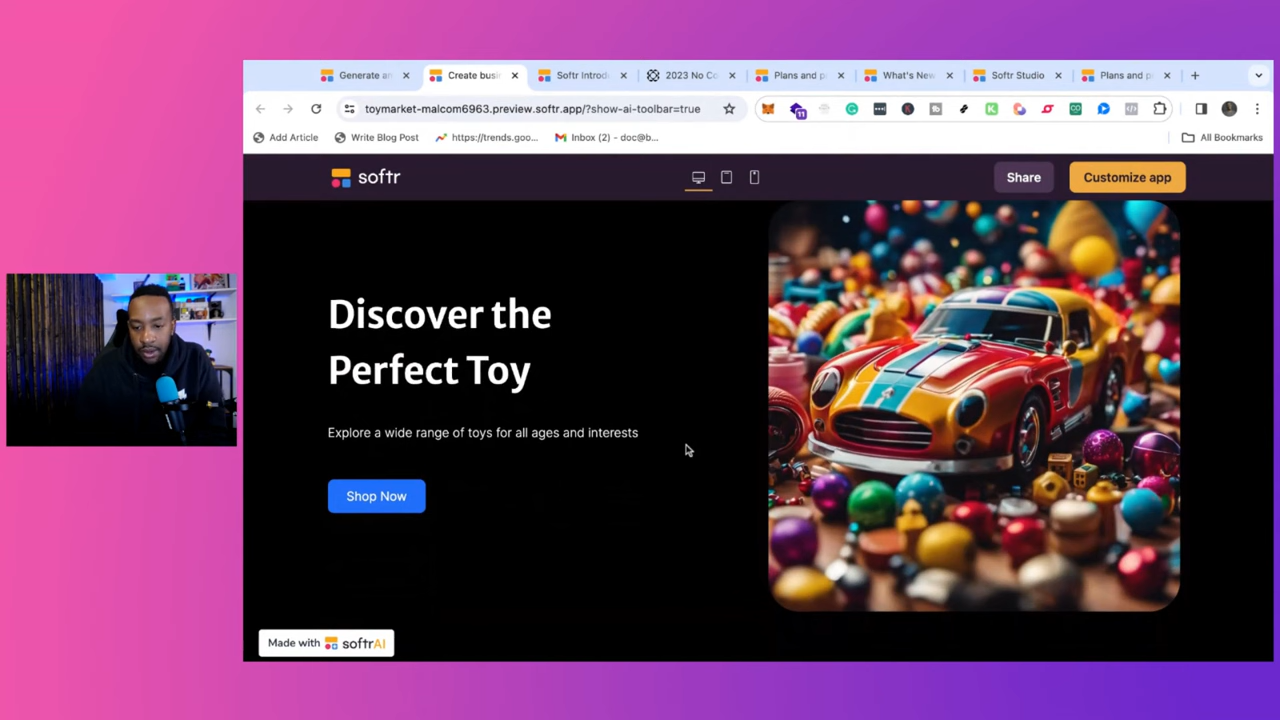 Generate an
Create busi
Softr Introd
2023 No Co
Plans and p
What's New
Softr Studio
Plans and p
toymarket-malcom6963.preview.softr.app/?show-ai-toolbar=true
11
Add Article
Write Blog Post
https://trends.goo...
Inbox (2) - doc@b...
All Bookmarks
softr
Share
Customize app
Discover the
Perfect Toy
Explore a wide range of toys for all ages and interests
Shop Now
Made with softrAI